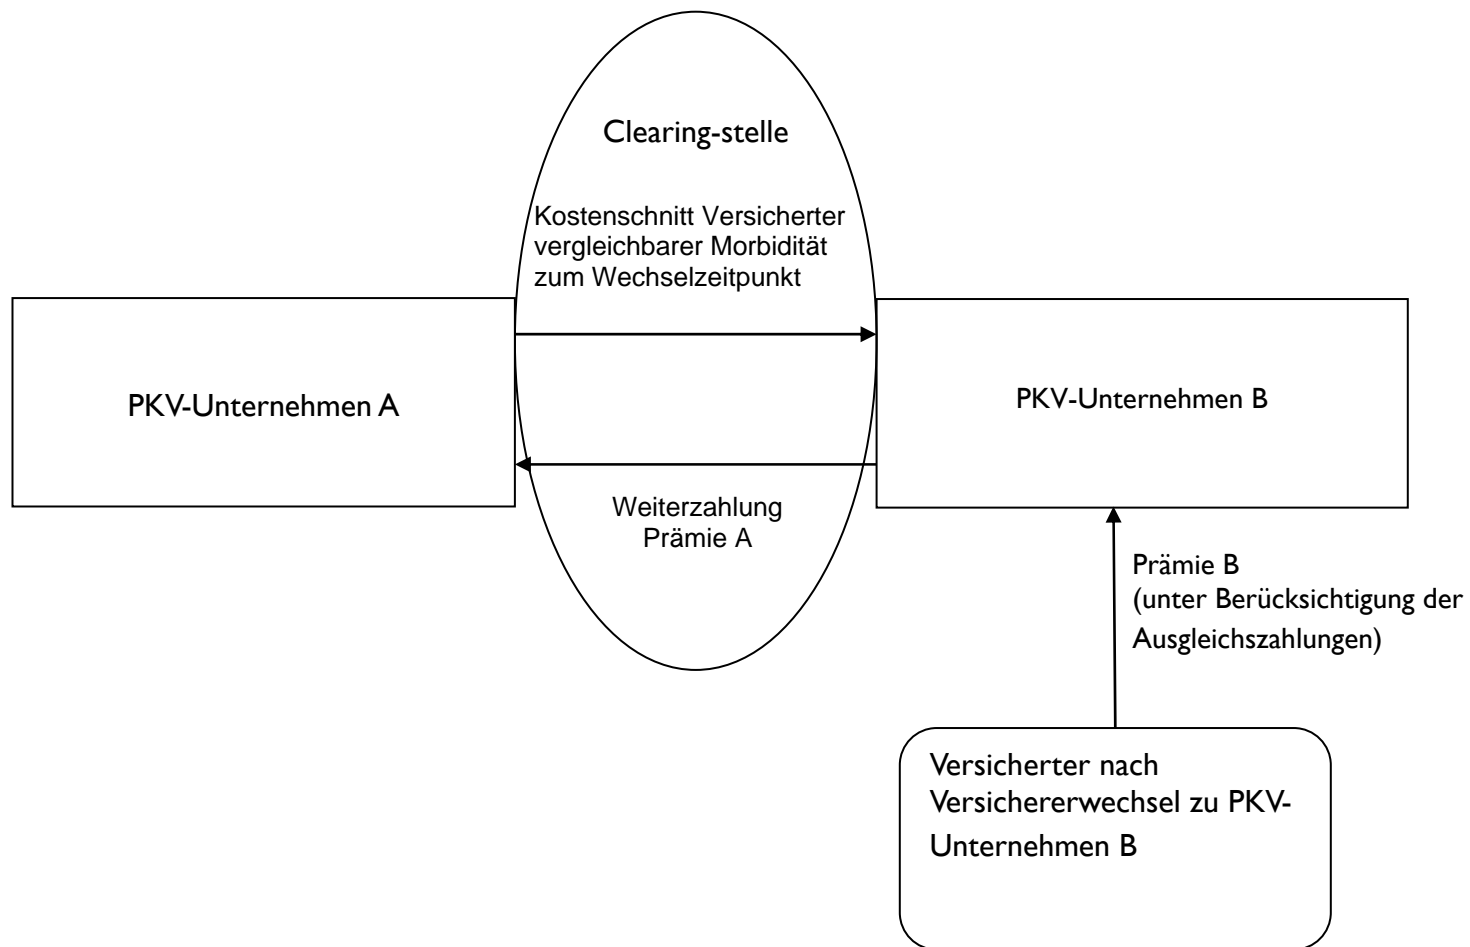 Clearing-stelle
Kostenschnitt Versicherter
vergleichbarer Morbidität
zum Wechselzeitpunkt
PKV-Unternehmen A
PKV-Unternehmen B
Weiterzahlung
Prämie A
Prämie B
(unter Berücksichtigung der
Ausgleichszahlungen)
Versicherter nach
Versichererwechsel zu PKV-
Unternehmen B